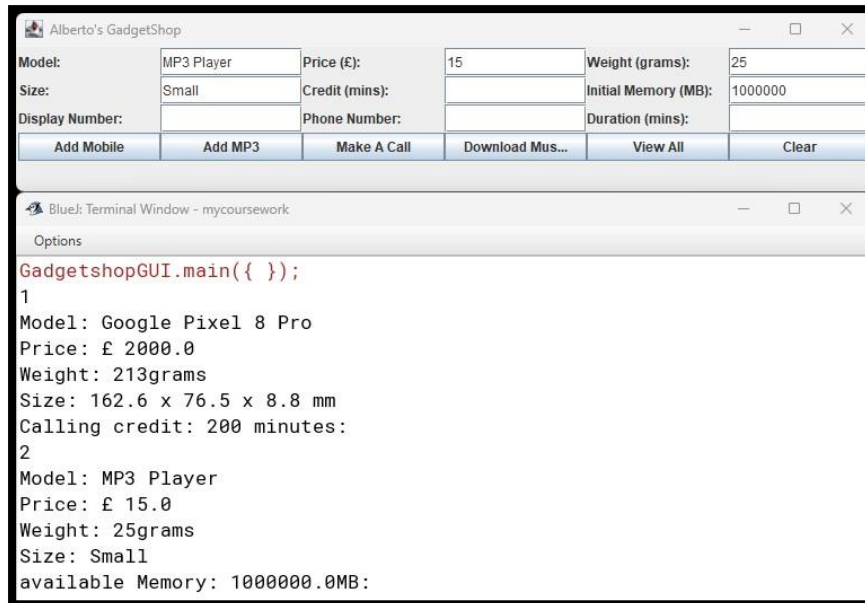 Alberto's GadgetShop
Model: MP3 Player Price (£): 15 Weight (grams): 25
Size: Small Credit (mins): Initial Memory (MB): 1000000
Display Number: Phone Number: Duration (mins):
Add Mobile Add MP3 Make A Call Download Mus... View All Clear
BlueJ: Terminal Window - mycoursework
Options
GadgetshopGUI.main({ });
1
Model: Google Pixel 8 Pro
Price: £ 2000.0
Weight: 213grams
Size: 162.6 x 76.5 x 8.8 mm
Calling credit: 200 minutes:
2
Model: MP3 Player
Price: £ 15.0
Weight: 25grams
Size: Small
available Memory: 1000000.0MB: